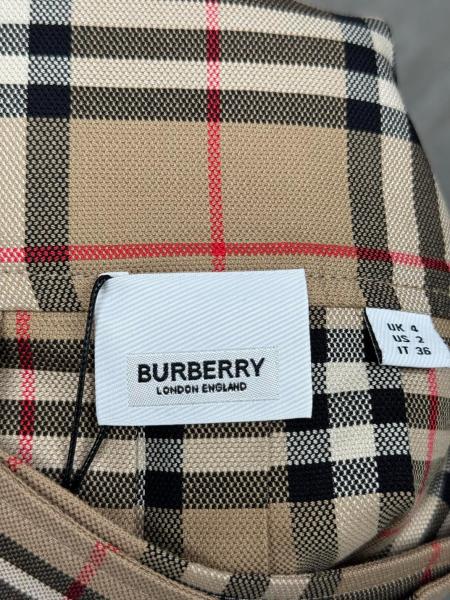 BURBERRY
LONDON ENGLAND
UK 4
US 2
IT 36